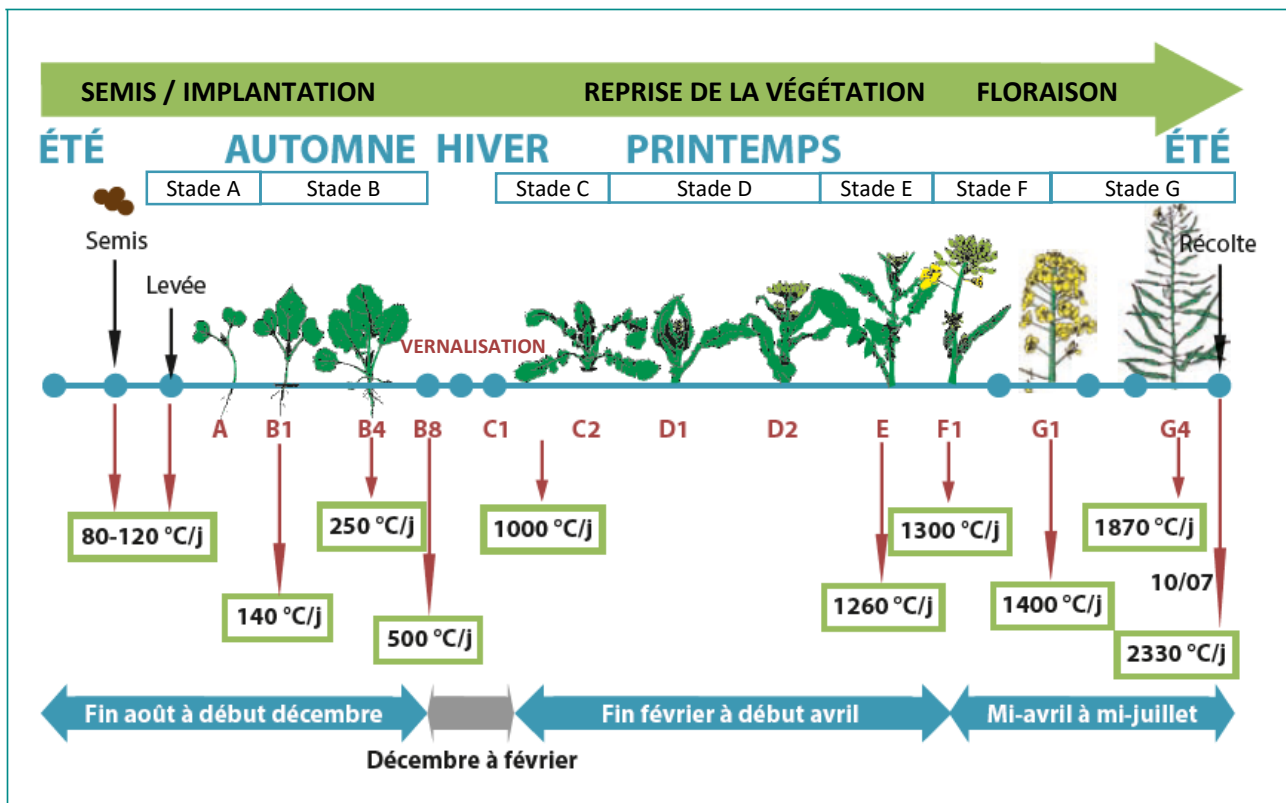 SEMIS / IMPLANTATION REPRISE DE LA VÉGÉTATION FLORAISON
ÉTÉ AUTOMNE HIVER PRINTEMPS ÉTÉ
Stade A Stade B Stade C Stade D Stade E Stade F Stade G
Semis
Récolte
Levée
VERNALISATION
A B1 B4 B8 C1 C2 D1 D2 E F1 G1 G4
80-120 °C/j
250 °C/j
1000 °C/j
1300 °C/j
1870 °C/j
10/07
140 °C/j
1260 °C/j
1400 °C/j
500 °C/j
2330 °C/j
Fin août à début décembre
Fin février à début avril
Mi-avril à mi-juillet
Décembre à février